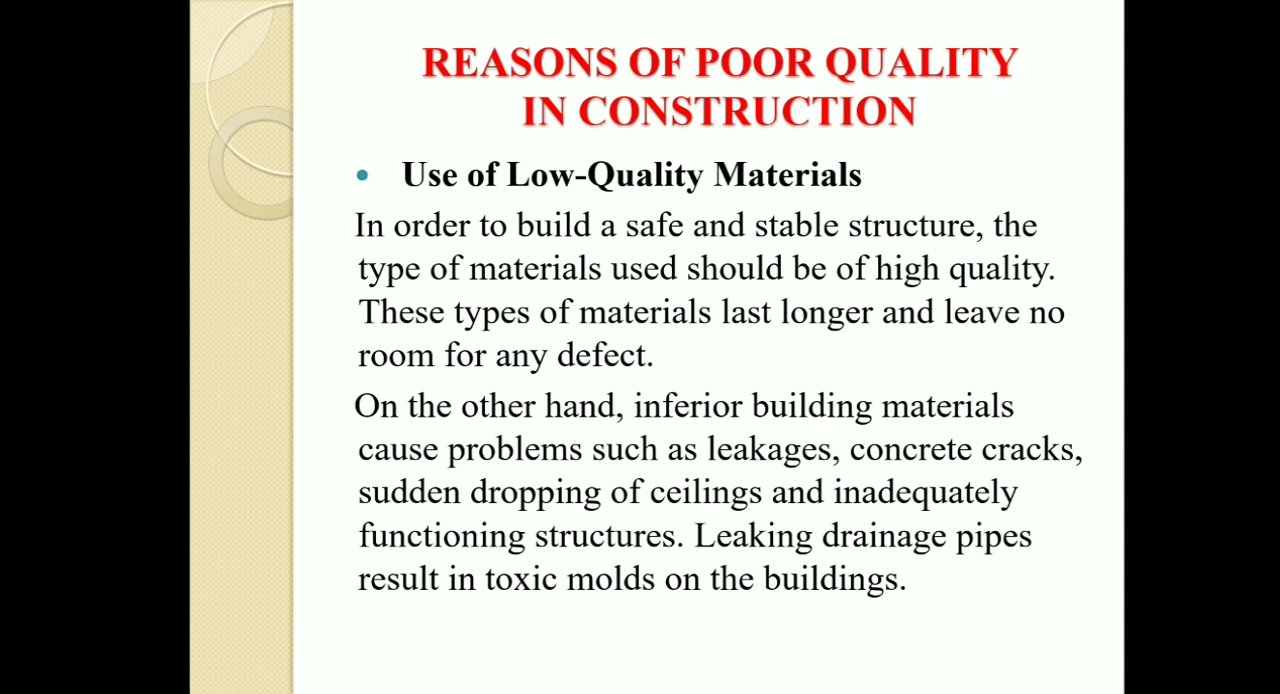 REASONS OF POOR QUALITY
IN CONSTRUCTION
• Use of Low-Quality Materials
In order to build a safe and stable structure, the
type of materials used should be of high quality.
These types of materials last longer and leave no
room for any defect.
On the other hand, inferior building materials
cause problems such as leakages, concrete cracks,
sudden dropping of ceilings and inadequately
functioning structures. Leaking drainage pipes
result in toxic molds on the buildings.